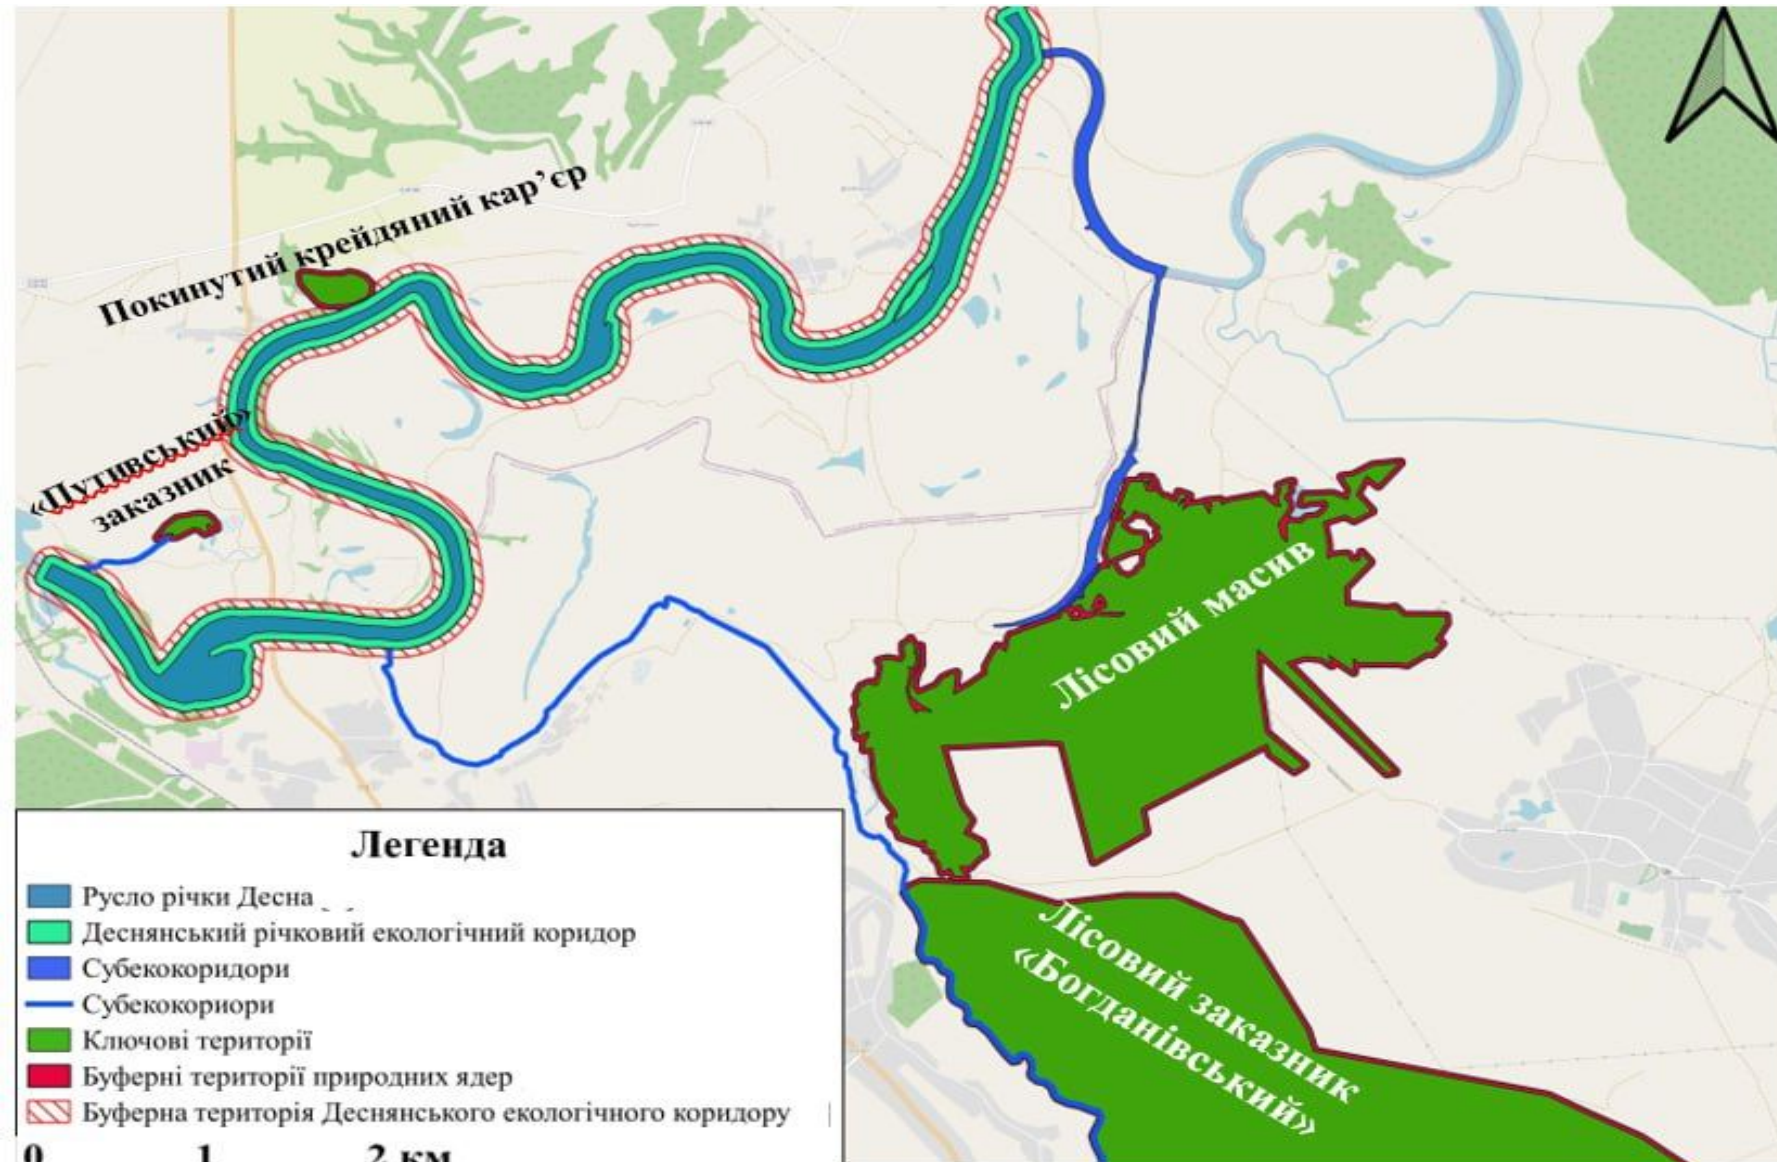 Покинутий крейдяний кар’єр
«Путивський»
заказник
Лісовий масив
Лісовий заказник
«Богданівський»
Легенда
Русло річки Десна
Деснянський річковий екологічний коридор
Субекокоридори
Субекокориори
Ключові території
Буферні території природних ядер
Буферна територія Деснянського екологічного коридору
0 1 2 км